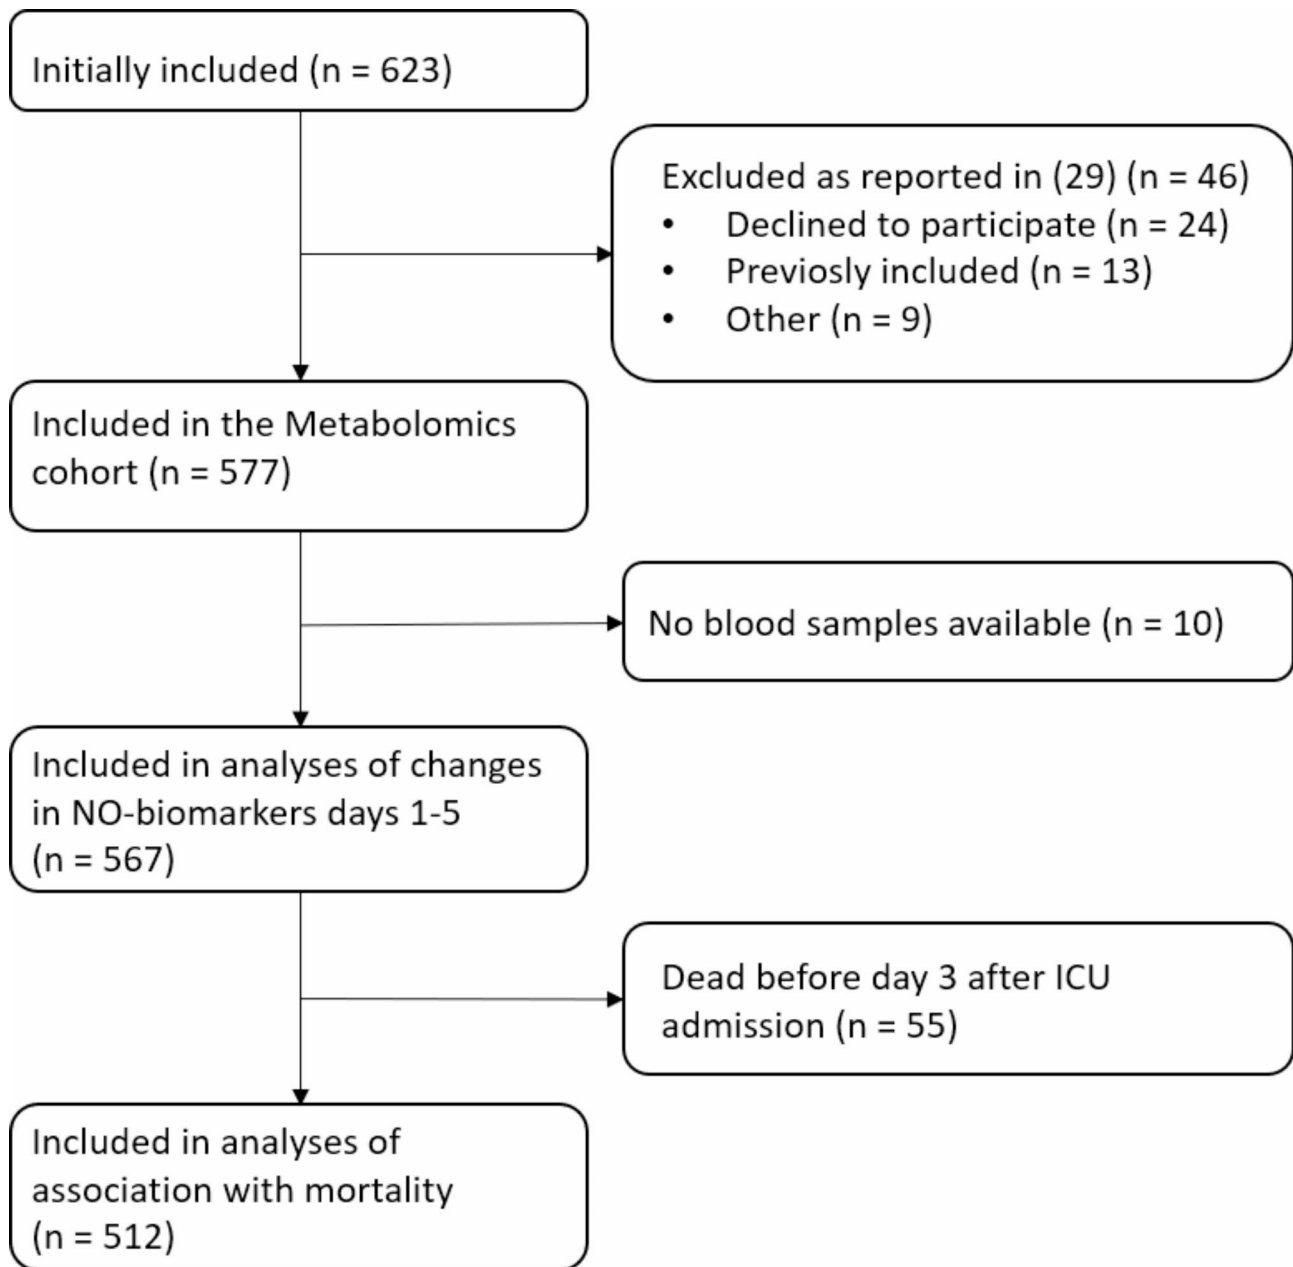 Initially included (n = 623)
Excluded as reported in (29) (n = 46)
• Declined to participate (n = 24)
• Previosly included (n = 13)
• Other (n = 9)
Included in the Metabolomics
cohort (n = 577)
No blood samples available (n = 10)
Included in analyses of changes
in NO-biomarkers days 1-5
(n = 567)
Dead before day 3 after ICU
admission (n = 55)
Included in analyses of
association with mortality
(n = 512)